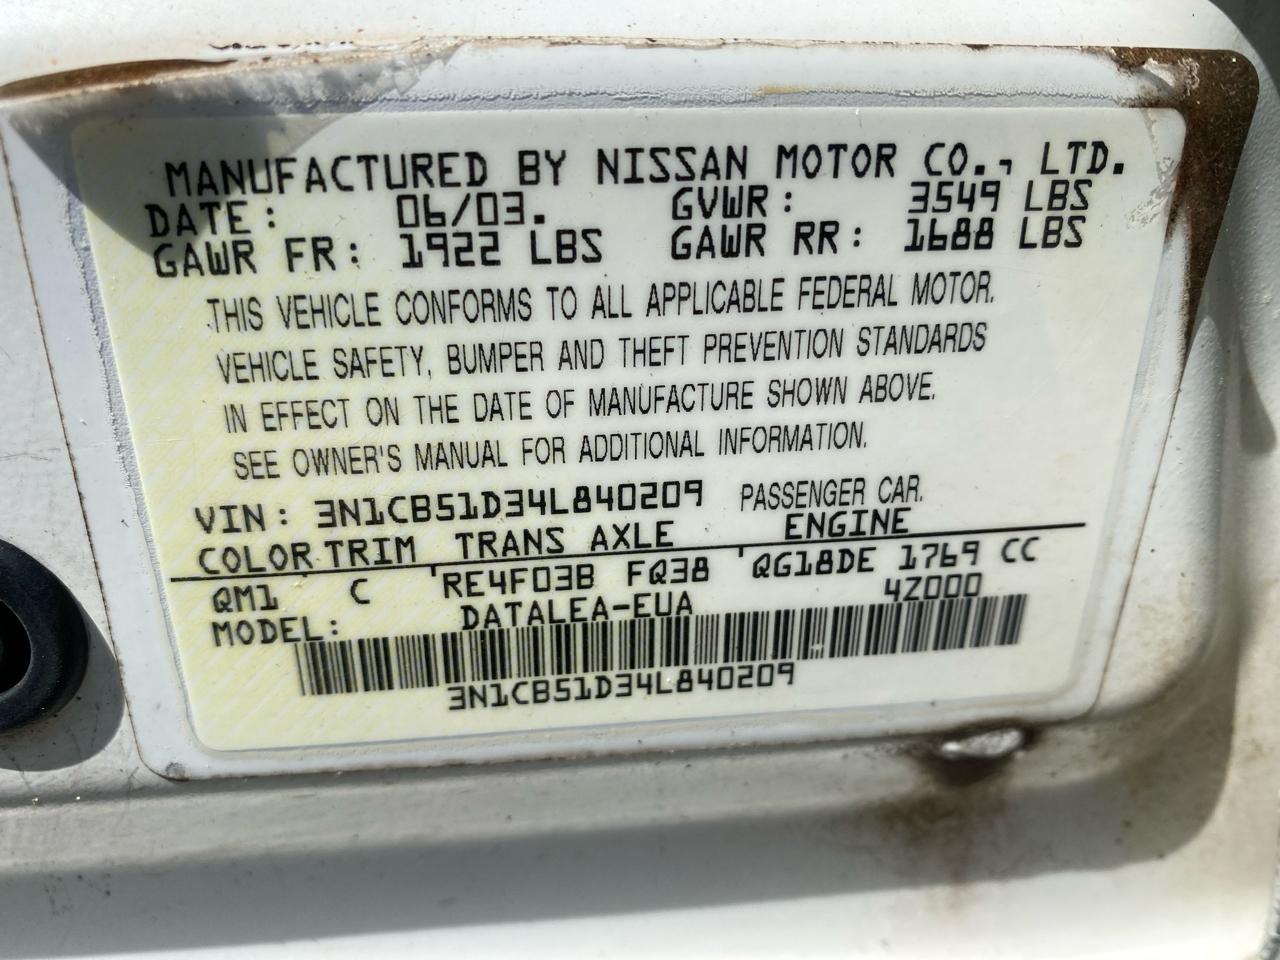 MANUFACTURED BY NISSAN MOTOR CO., LTD.
DATE: 06/03. GVWR: 3549 LBS
GAWR FR: 1922 LBS GAWR RR: 1688 LBS
THIS VEHICLE CONFORMS TO ALL APPLICABLE FEDERAL MOTOR.
VEHICLE SAFETY, BUMPER AND THEFT PREVENTION STANDARDS
IN EFFECT ON THE DATE OF MANUFACTURE SHOWN ABOVE.
SEE OWNER'S MANUAL FOR ADDITIONAL INFORMATION.
VIN: 3N1CB51D34L840209 PASSENGER CAR.
COLOR TRIM TRANS AXLE ENGINE
QM1 C RE4F03B FQ38 QG18DE 1769 CC
MODEL: DATALEA-EUA 4Z000
3N1CB51D34L840209